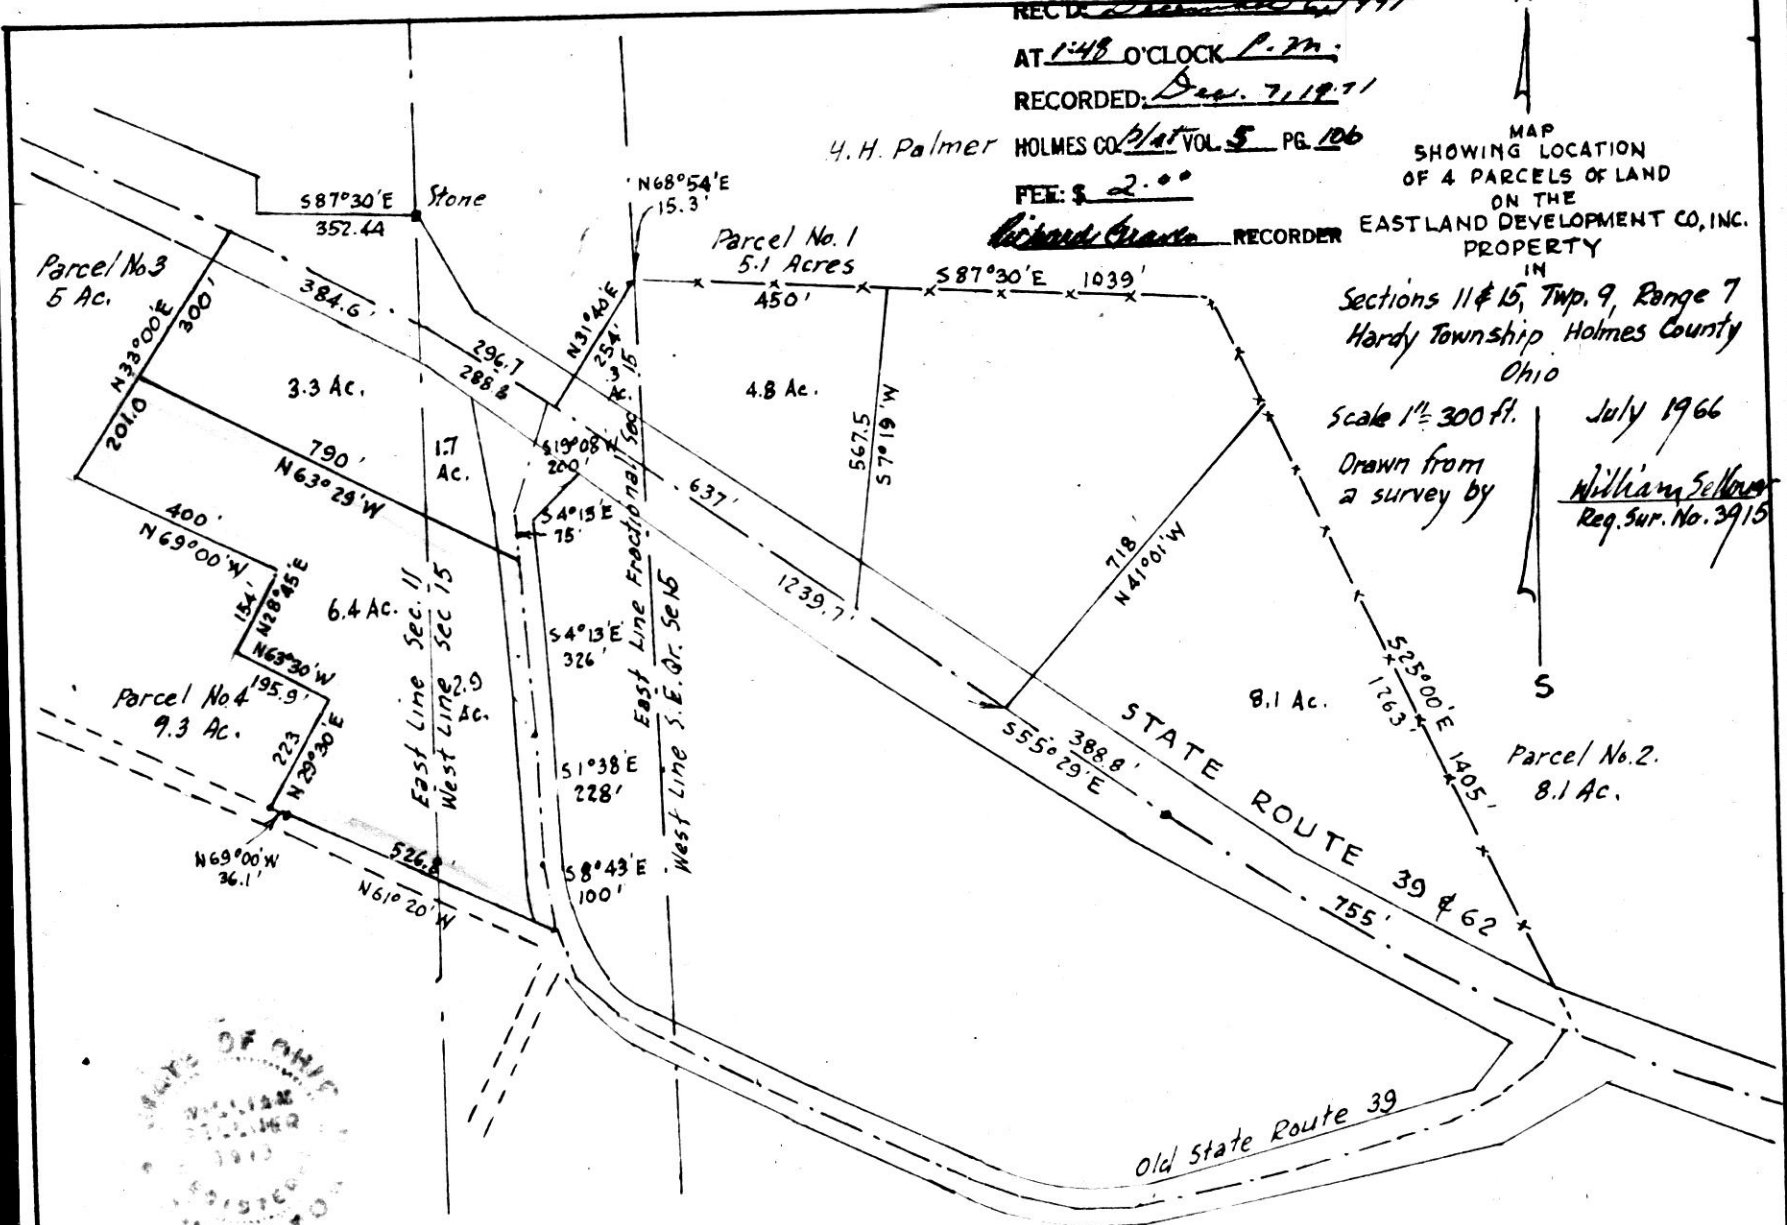 REC'D:
AT 1:48 O'CLOCK P.M.
RECORDED: Dec. 7, 1971
HOLMES CO. Plat VOL. 5 PG. 106
FEE: $ 2.00
RECORDER
Y.H. Palmer
MAP
SHOWING LOCATION
OF 4 PARCELS OF LAND
ON THE
EASTLAND DEVELOPMENT CO, INC.
PROPERTY
IN
Sections 11 & 15, Twp. 9, Range 7
Hardy Township Holmes County
Ohio
Scale 1"= 300 ft.
July 1966
Drawn from
a survey by
William Sellmer
Reg. Sur. No. 3915
S
S87°30'E
352.44
Stone
N68°54'E
15.3'
Parcel No. 1
5.1 Acres
450'
S87°30'E 1039'
Parcel No 3
5 Ac.
N33°00'E
300'
201.0
384.6'
296.7
288.8
N31°40'E
254'
.3
Ac.
3.3 Ac.
1.7
Ac.
4.8 Ac.
567.5
S7°19'W
790'
N63°29'W
S19°08'W
200'
S4°13'E
75'
637'
1239.7'
718'
N41°01'W
400'
N69°00'W
154'
N28°45'E
6.4 Ac.
N63°30'W
195.9'
Parcel No. 4
9.3 Ac.
223
N29°30'E
East Line Sec. 11
West Line Sec 15
2.9
Ac.
S4°13'E
326'
East Line Fractional Sec 15
West Line S.E. Qr. Se 15
S1°38'E
228'
S8°43'E
100'
N69°00'W
36.1'
526.8'
N61°20'W
8.1 Ac.
S25°00'E
1263'
1405'
Parcel No. 2.
8.1 Ac.
388.8'
S55°29'E
STATE ROUTE 39 & 62
755'
Old State Route 39
STATE OF OHIO
WILLIAM
SELLMER
3915